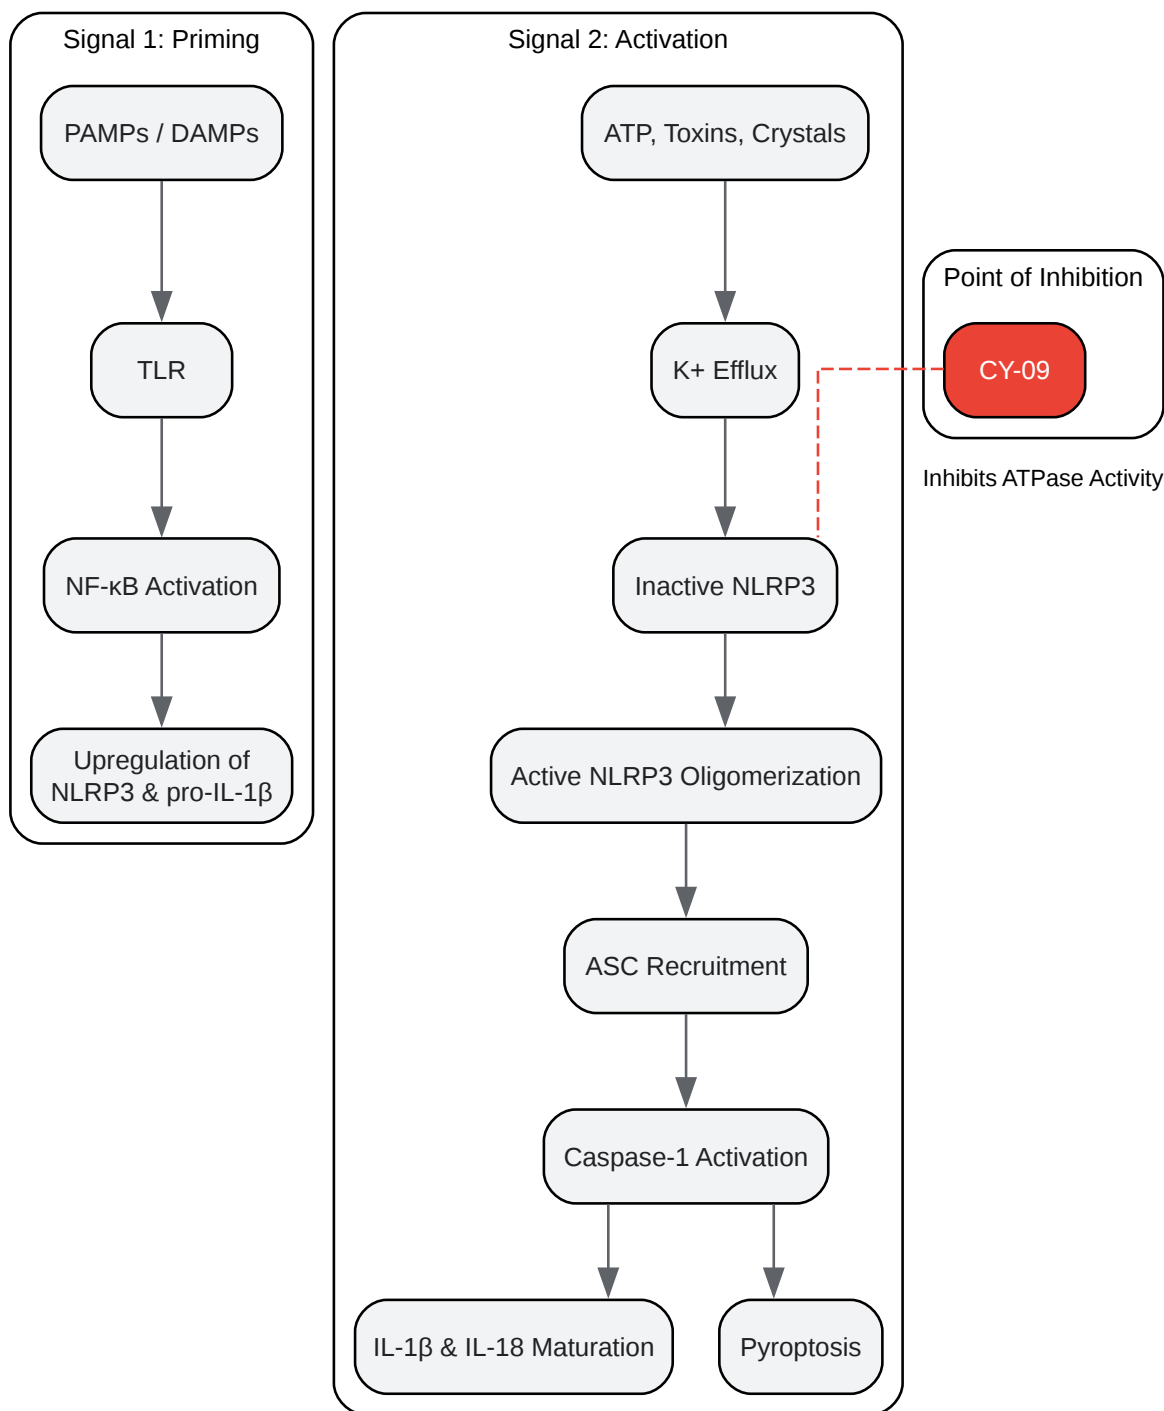 Signal 1: Priming
PAMPs / DAMPs
TLR
NF-κB Activation
Upregulation of
NLRP3 & pro-IL-1β
Signal 2: Activation
ATP, Toxins, Crystals
K+ Efflux
Inactive NLRP3
Active NLRP3 Oligomerization
ASC Recruitment
Caspase-1 Activation
IL-1β & IL-18 Maturation
Pyroptosis
Point of Inhibition
CY-09
Inhibits ATPase Activity